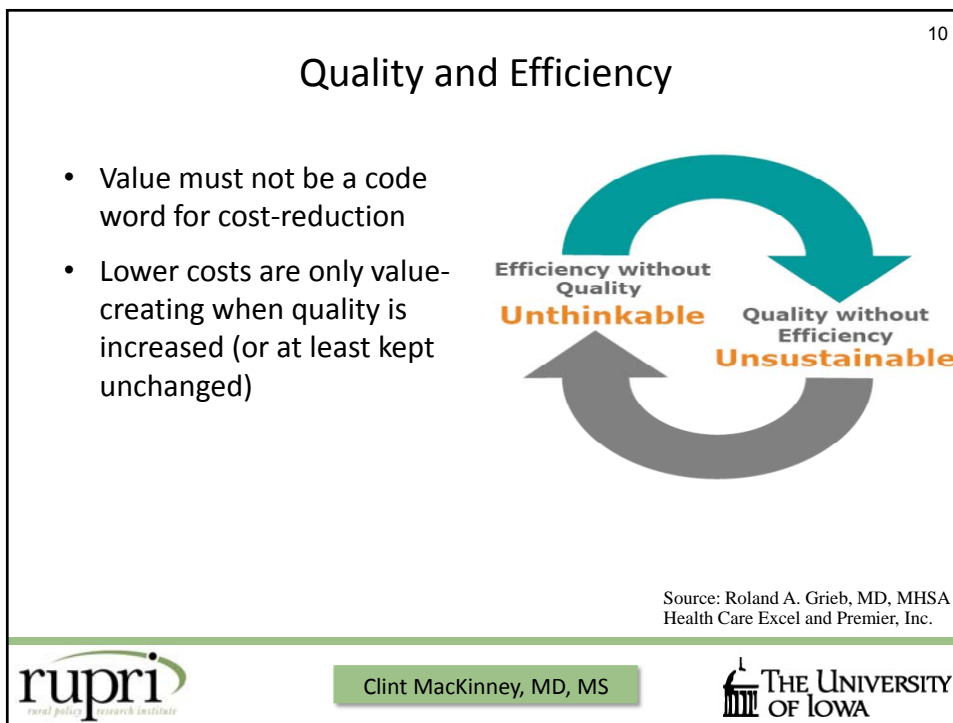 10
Quality and Efficiency
• Value must not be a code
word for cost-reduction
• Lower costs are only value-
creating when quality is
increased (or at least kept
unchanged)
Efficiency without
Quality
Unthinkable
Quality without
Efficiency
Unsustainable
Source: Roland A. Grieb, MD, MHSA
Health Care Excel and Premier, Inc.
rupri
rural policy research institute
Clint MacKinney, MD, MS
THE UNIVERSITY
OF IOWA